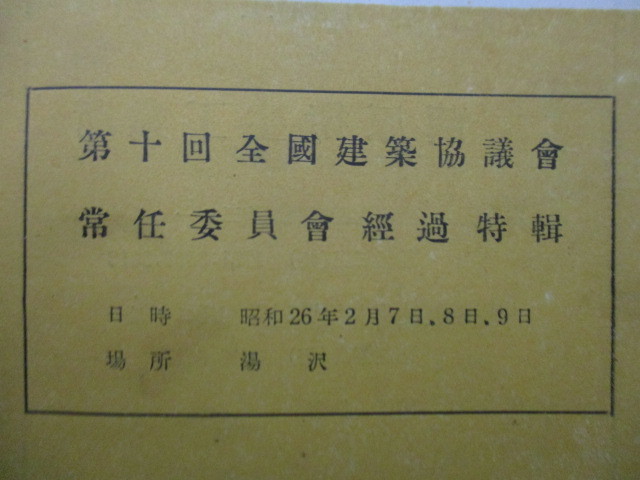 第十回全國建築協議會
常任委員會經過特輯
日時 昭和26年2月7日、8日、9日
場所 湯沢